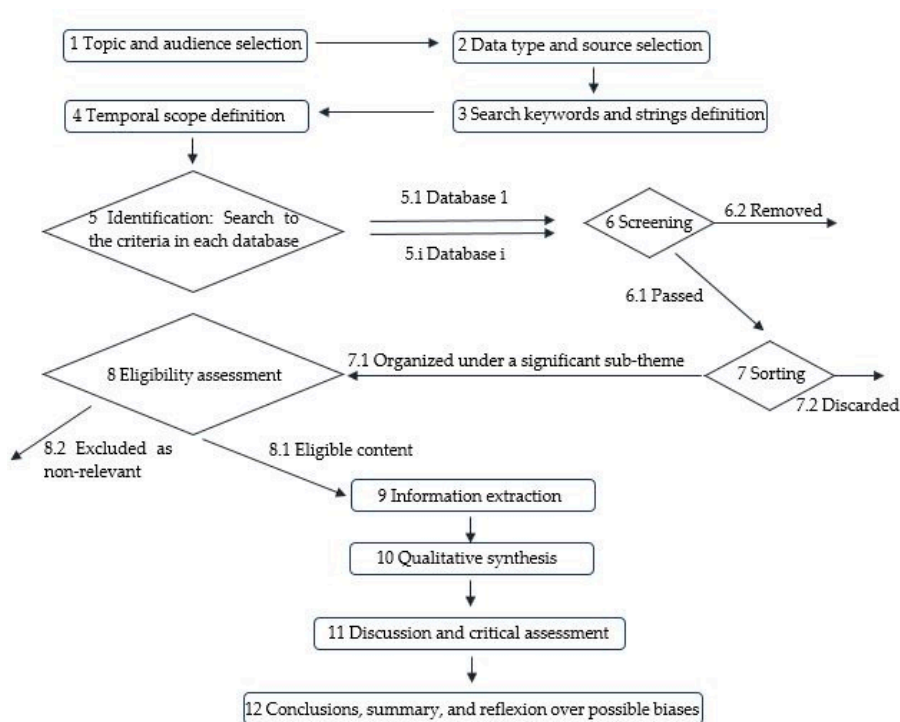 1 Topic and audience selection
2 Data type and source selection
4 Temporal scope definition
3 Search keywords and strings definition
5 Identification: Search to
the criteria in each database
5.1 Database 1
5.i Database i
6 Screening
6.2 Removed
6.1 Passed
8 Eligibility assessment
7.1 Organized under a significant sub-theme
7 Sorting
7.2 Discarded
8.2 Excluded as
non-relevant
8.1 Eligible content
9 Information extraction
10 Qualitative synthesis
11 Discussion and critical assessment
12 Conclusions, summary, and reflexion over possible biases